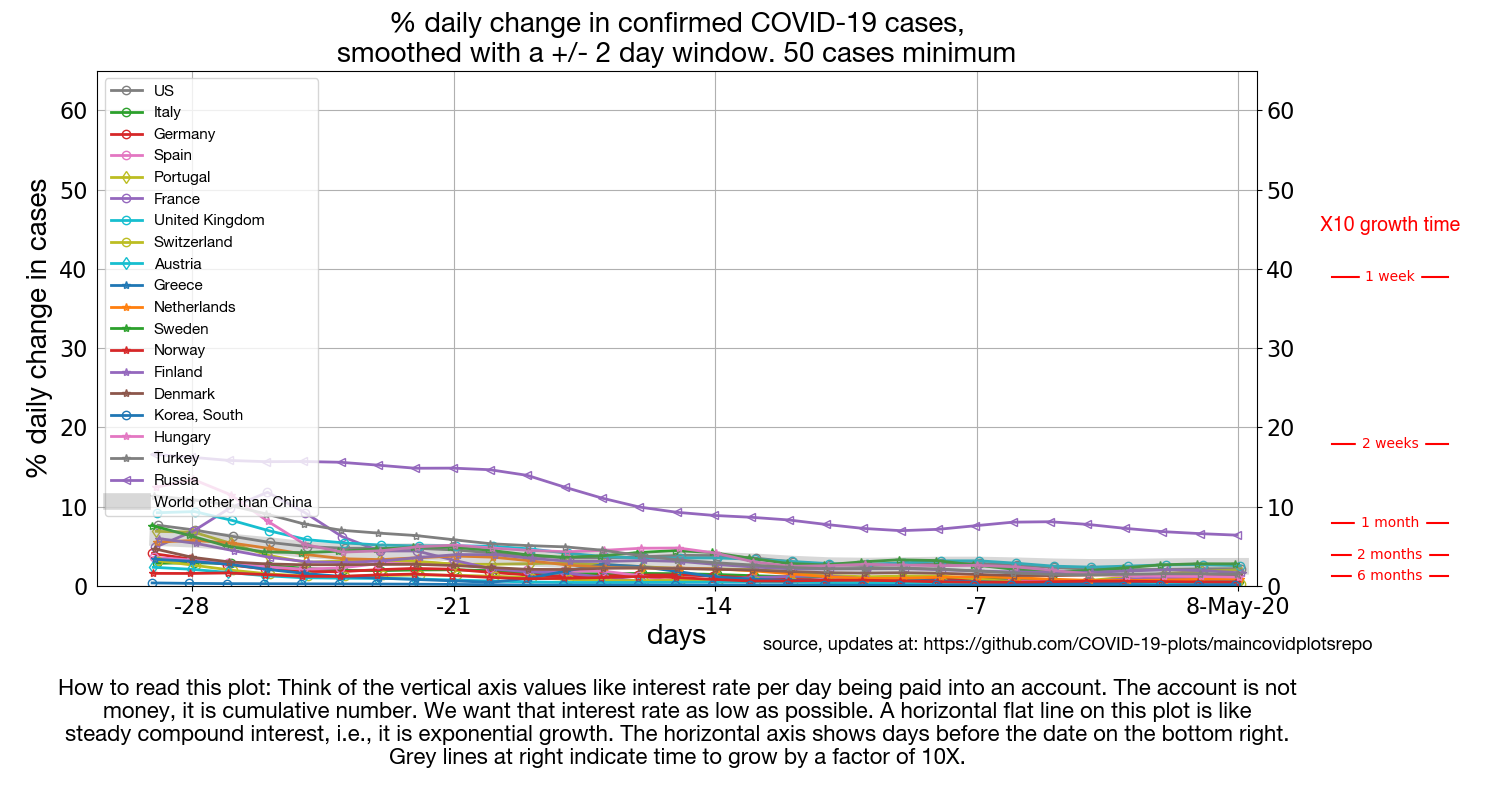 % daily change in confirmed COVID-19 cases,
smoothed with a +/- 2 day window. 50 cases minimum
% daily change in cases
60
50
40
30
20
10
0
US
Italy
Germany
Spain
Portugal
France
United Kingdom
Switzerland
Austria
Greece
Netherlands
Sweden
Norway
Finland
Denmark
Korea, South
Hungary
Turkey
Russia
World other than China
60
50
40
30
20
10
0
X10 growth time
1 week
2 weeks
1 month
2 months
6 months
-28
-21
-14
-7
8-May-20
days
source, updates at: https://github.com/COVID-19-plots/maincovidplotsrepo
How to read this plot: Think of the vertical axis values like interest rate per day being paid into an account. The account is not
money, it is cumulative number. We want that interest rate as low as possible. A horizontal flat line on this plot is like
steady compound interest, i.e., it is exponential growth. The horizontal axis shows days before the date on the bottom right.
Grey lines at right indicate time to grow by a factor of 10X.